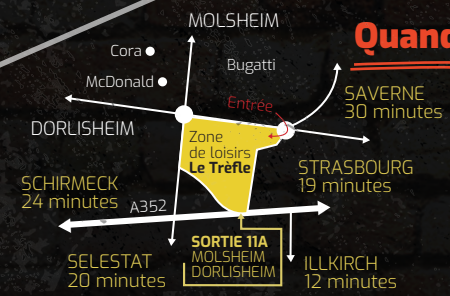 MOLSHEIM
Quand
Cora
Bugatti
McDonald
SAVERNE
30 minutes
Entrée
DORLISHEIM
Zone
de loisirs
Le Trèfle
STRASBOURG
19 minutes
SCHIRMECK
24 minutes
A352
SORTIE 11A
MOLSHEIM
DORLISHEIM
SELESTAT
20 minutes
ILLKIRCH
12 minutes